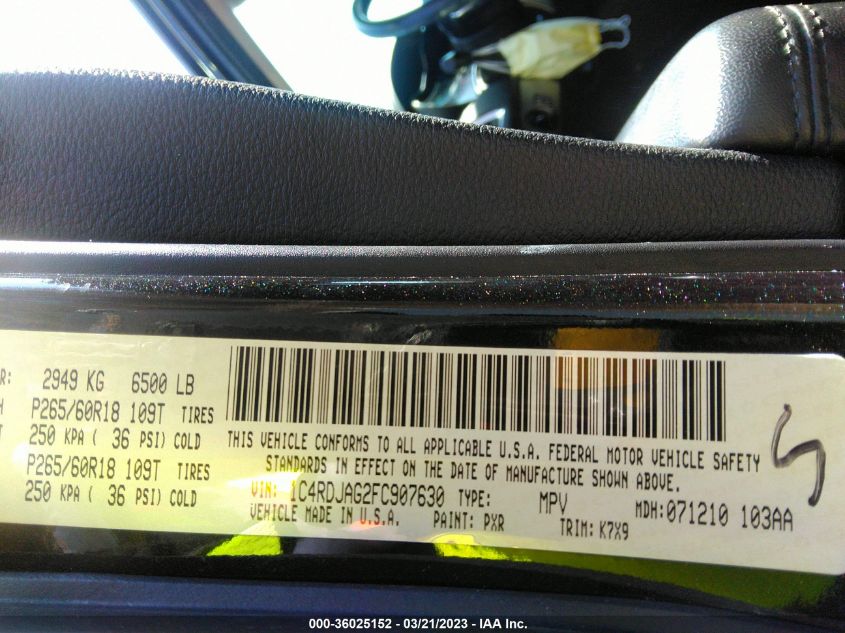 R: 2949 KG 6500 LB
H P265/60R18 109T TIRES
T 250 KPA ( 36 PSI) COLD
P265/60R18 109T TIRES
250 KPA ( 36 PSI) COLD
THIS VEHICLE CONFORMS TO ALL APPLICABLE U.S.A. FEDERAL MOTOR VEHICLE SAFETY
STANDARDS IN EFFECT ON THE DATE OF MANUFACTURE SHOWN ABOVE.
VIN: 1C4RDJAG2FC907630 TYPE: MPV MDH:071210 103AA
VEHICLE MADE IN U.S.A. PAINT: PXR TRIM: K7X9
000-36025152 - 03/21/2023 - IAA Inc.